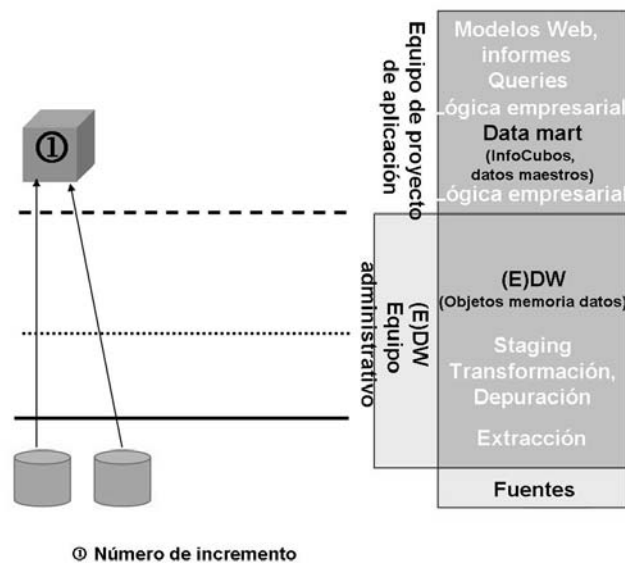 Modelos Web,
informes
Queries
Lógica empresarial
Data mart
(InfoCubos,
datos maestros)
Lógica empresarial
Equipo de proyecto
de aplicación
①
(E)DW
Equipo
administrativo
(E)DW
(Objetos memoria datos)
Staging
Transformación,
Depuración
Extracción
Fuentes
① Número de incremento